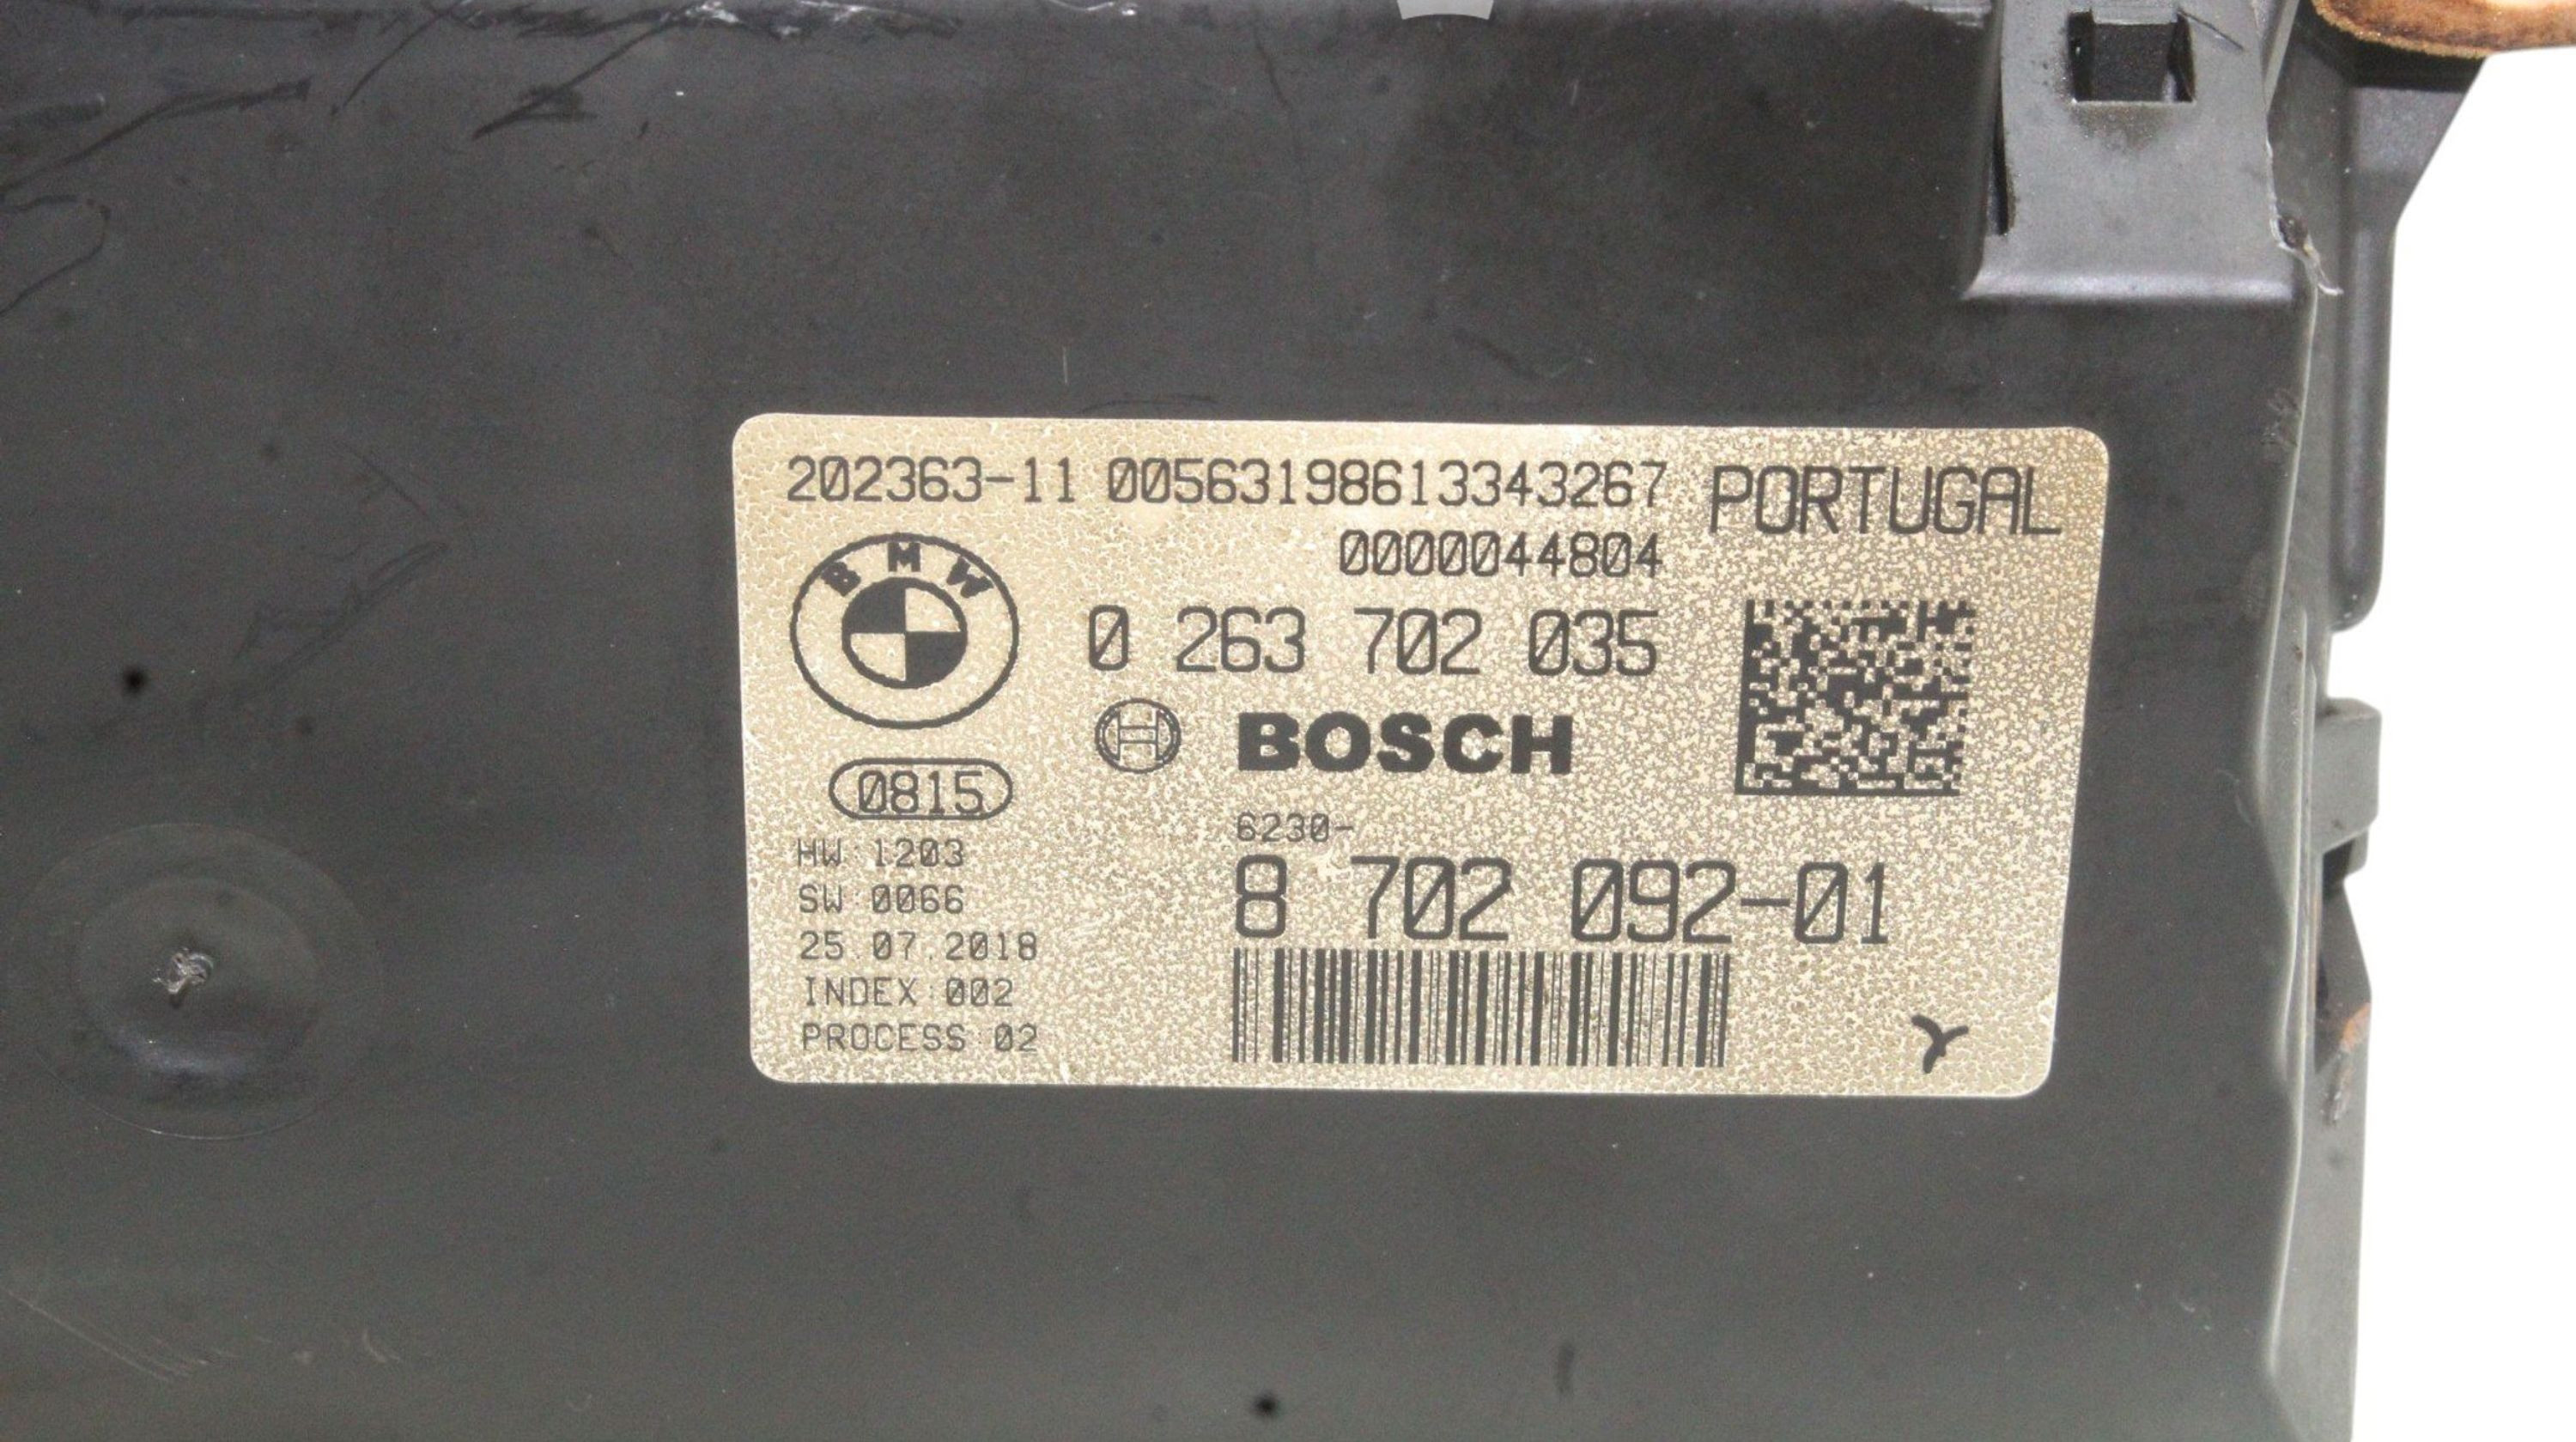 202363-11 00563198613343267 PORTUGAL
0000044804
BMW
0 263 702 035
BOSCH
0815
6230-
8 702 092-01
HW:1203
SW:0066
25.07.2018
INDEX:002
PROCESS:02